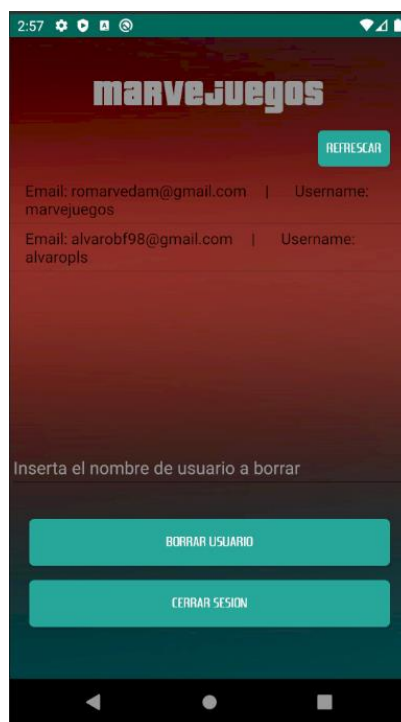 2:57
MARVEJUEGOS
REFRESCAR
Email: romarvedam@gmail.com | Username:
marvejuegos
Email: alvarobf98@gmail.com | Username:
alvaropls
Inserta el nombre de usuario a borrar
BORRAR USUARIO
CERRAR SESION